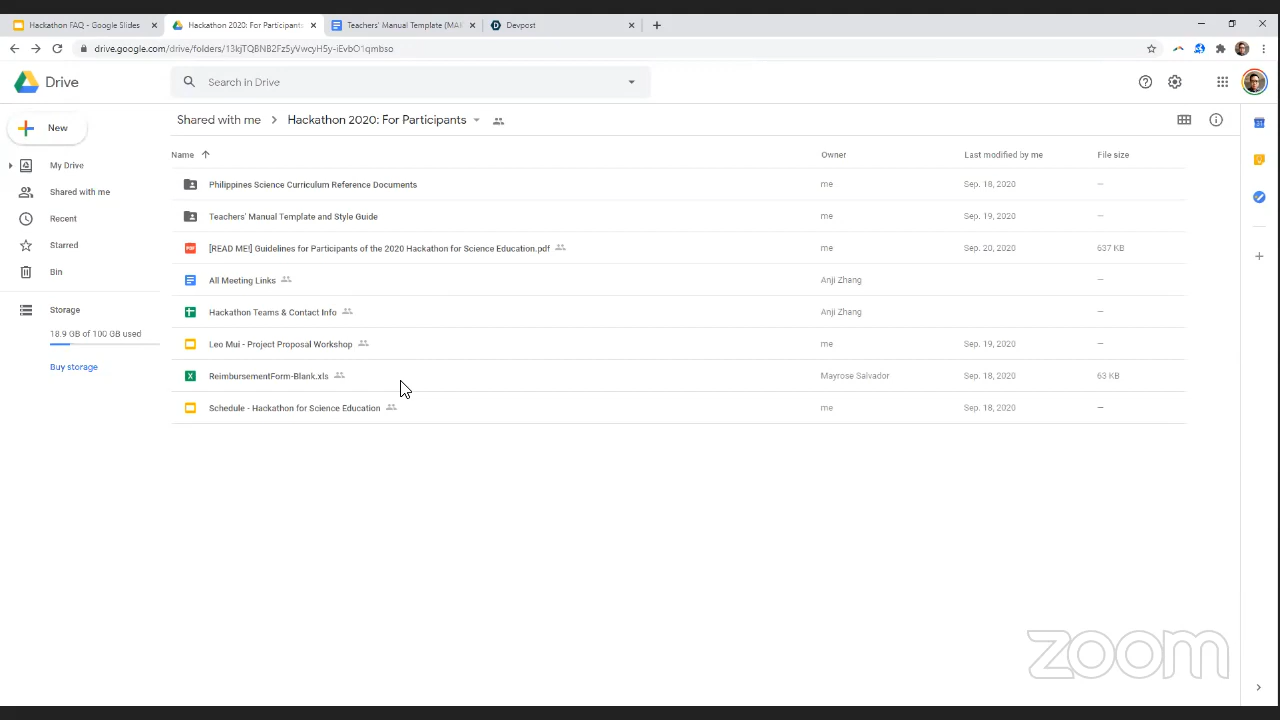 Hackathon FAQ - Google Slides
Hackathon 2020: For Participants
Teachers' Manual Template (MA
Devpost
drive.google.com/drive/folders/13kjTQBNB2Fz5yVwcyH5y-iEvbO1qmbso
Drive
Search in Drive
New
Shared with me > Hackathon 2020: For Participants
My Drive
Shared with me
Recent
Starred
Bin
Storage
18.9 GB of 100 GB used
Buy storage
Name Owner Last modified by me File size
Philippines Science Curriculum Reference Documents me Sep. 18, 2020 —
Teachers' Manual Template and Style Guide me Sep. 19, 2020 —
[READ ME!] Guidelines for Participants of the 2020 Hackathon for Science Education.pdf me Sep. 20, 2020 637 KB
All Meeting Links Anji Zhang —
Hackathon Teams & Contact Info Anji Zhang —
Leo Mui - Project Proposal Workshop me Sep. 19, 2020 —
ReimbursementForm-Blank.xls Mayrose Salvador Sep. 18, 2020 63 KB
Schedule - Hackathon for Science Education me Sep. 18, 2020 —
zoom